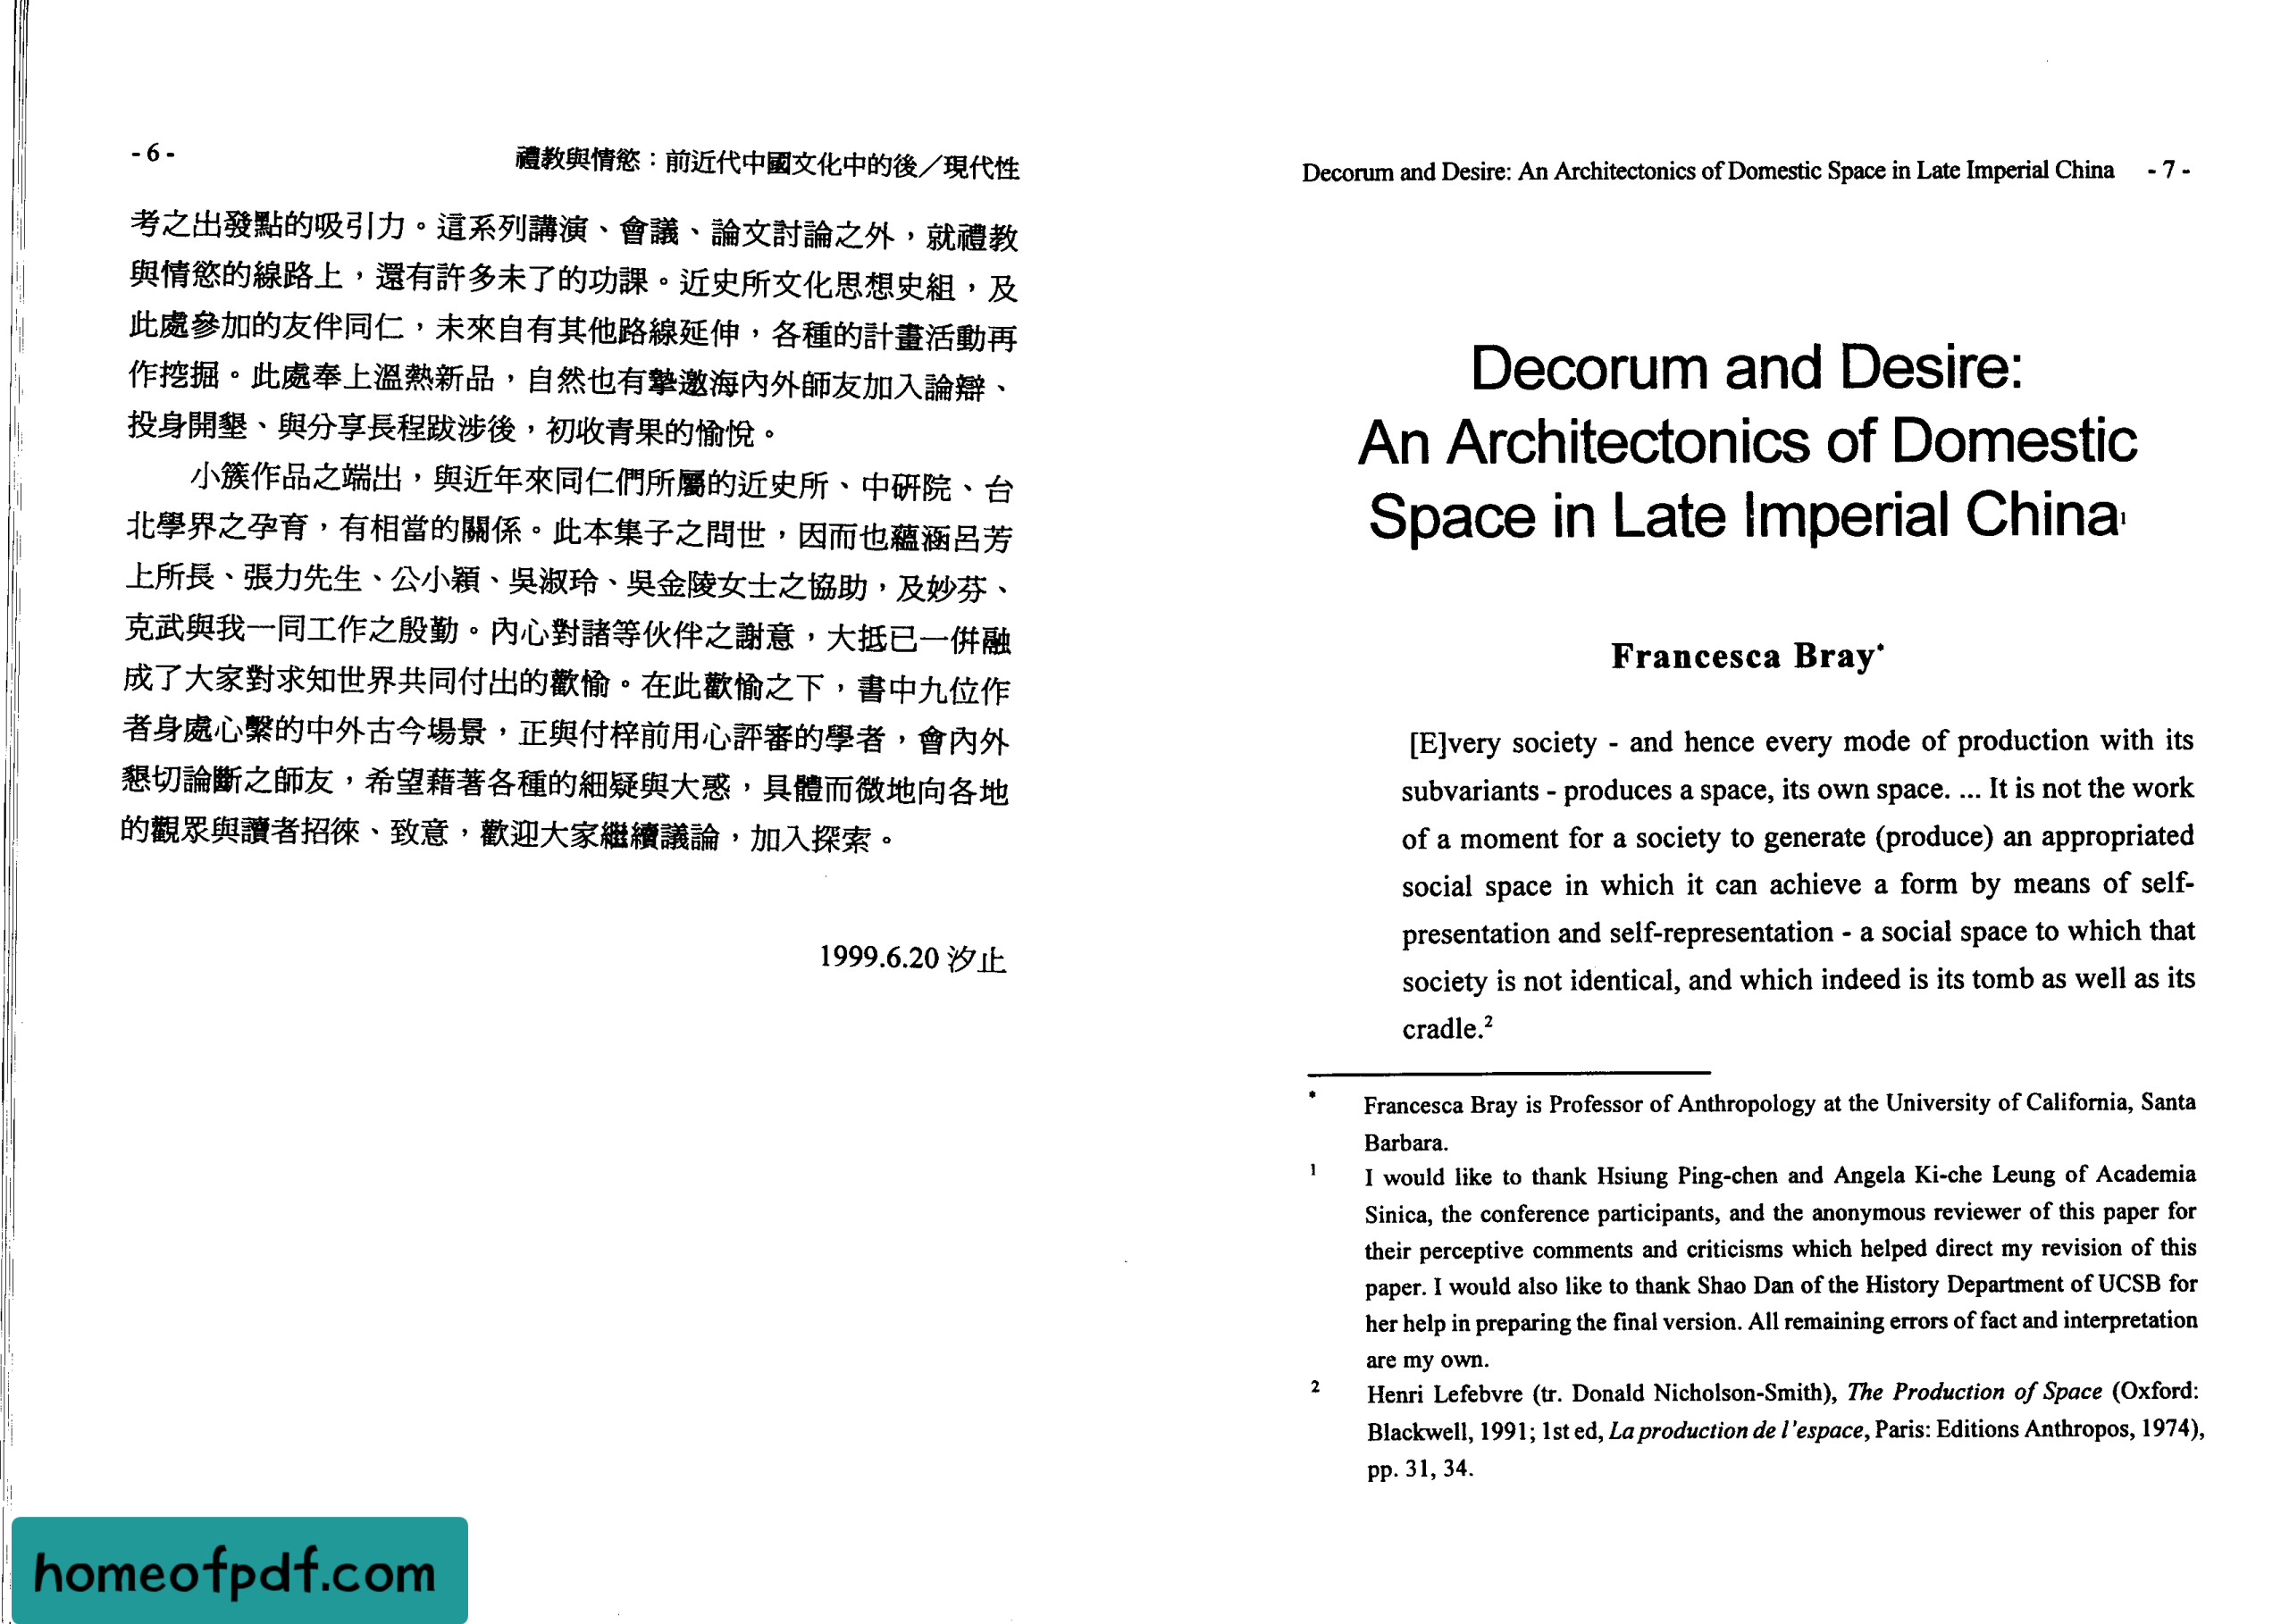 - 6 -
禮教與情慾：前近代中國文化中的後／現代性
考之出發點的吸引力。這系列講演、會議、論文討論之外，就禮教
與情慾的線路上，還有許多未了的功課。近史所文化思想史組，及
此處參加的友伴同仁，未來自有其他路線延伸，各種的計畫活動再
作挖掘。此處奉上溫熱新品，自然也有摯邀海內外師友加入論辯、
投身開墾、與分享長程跋涉後，初收青果的愉悅。
小簇作品之端出，與近年來同仁們所屬的近史所、中研院、台
北學界之孕育，有相當的關係。此本集子之問世，因而也蘊涵呂芳
上所長、張力先生、公小穎、吳淑玲、吳金陵女士之協助，及妙芬、
克武與我一同工作之殷勤。內心對諸等伙伴之謝意，大抵已一併融
成了大家對求知世界共同付出的歡愉。在此歡愉之下，書中九位作
者身處心繫的中外古今場景，正與付梓前用心評審的學者，會內外
懇切論斷之師友，希望藉著各種的細疑與大惑，具體而微地向各地
的觀眾與讀者招徠、致意，歡迎大家繼續議論，加入探索。
1999.6.20 汐止
Decorum and Desire: An Architectonics of Domestic Space in Late Imperial China - 7 -
Decorum and Desire:
An Architectonics of Domestic
Space in Late Imperial China1
Francesca Bray*
[E]very society - and hence every mode of production with its
subvariants - produces a space, its own space. ... It is not the work
of a moment for a society to generate (produce) an appropriated
social space in which it can achieve a form by means of self-
presentation and self-representation - a social space to which that
society is not identical, and which indeed is its tomb as well as its
cradle.2
* Francesca Bray is Professor of Anthropology at the University of California, Santa
Barbara.
1 I would like to thank Hsiung Ping-chen and Angela Ki-che Leung of Academia
Sinica, the conference participants, and the anonymous reviewer of this paper for
their perceptive comments and criticisms which helped direct my revision of this
paper. I would also like to thank Shao Dan of the History Department of UCSB for
her help in preparing the final version. All remaining errors of fact and interpretation
are my own.
2 Henri Lefebvre (tr. Donald Nicholson-Smith), The Production of Space (Oxford:
Blackwell, 1991; 1st ed, La production de l'espace, Paris: Editions Anthropos, 1974),
pp. 31, 34.
homeofpdf.com